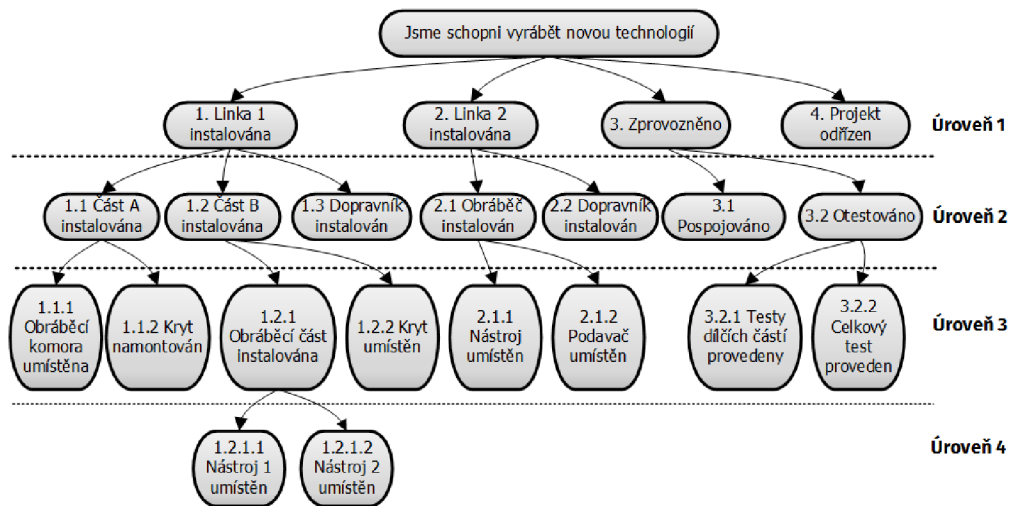 Jsme schopni vyrábět novou technologií
1. Linka 1
instalována
2. Linka 2
instalována
3. Zprovozněno
4. Projekt
odřízen
Úroveň 1
1.1 Část A
instalována
1.2 Část B
instalována
1.3 Dopravník
instalován
2.1 Obráběč
instalován
2.2 Dopravník
instalován
3.1
Pospojováno
3.2 Otestováno
Úroveň 2
1.1.1
Obráběcí
komora
umístěna
1.1.2 Kryt
namontován
1.2.1
Obráběcí část
instalována
1.2.2 Kryt
umístěn
2.1.1
Nástroj
umístěn
2.1.2
Podavač
umístěn
3.2.1 Testy
dílčích částí
provedeny
3.2.2
Celkový
test
proveden
Úroveň 3
1.2.1.1
Nástroj 1
umístěn
1.2.1.2
Nástroj 2
umístěn
Úroveň 4